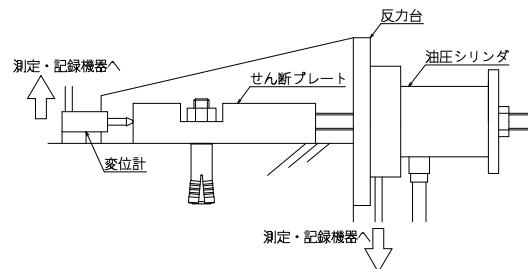 反力台
油圧シリンダ
測定・記録機器へ
せん断プレート
変位計
測定・記録機器へ